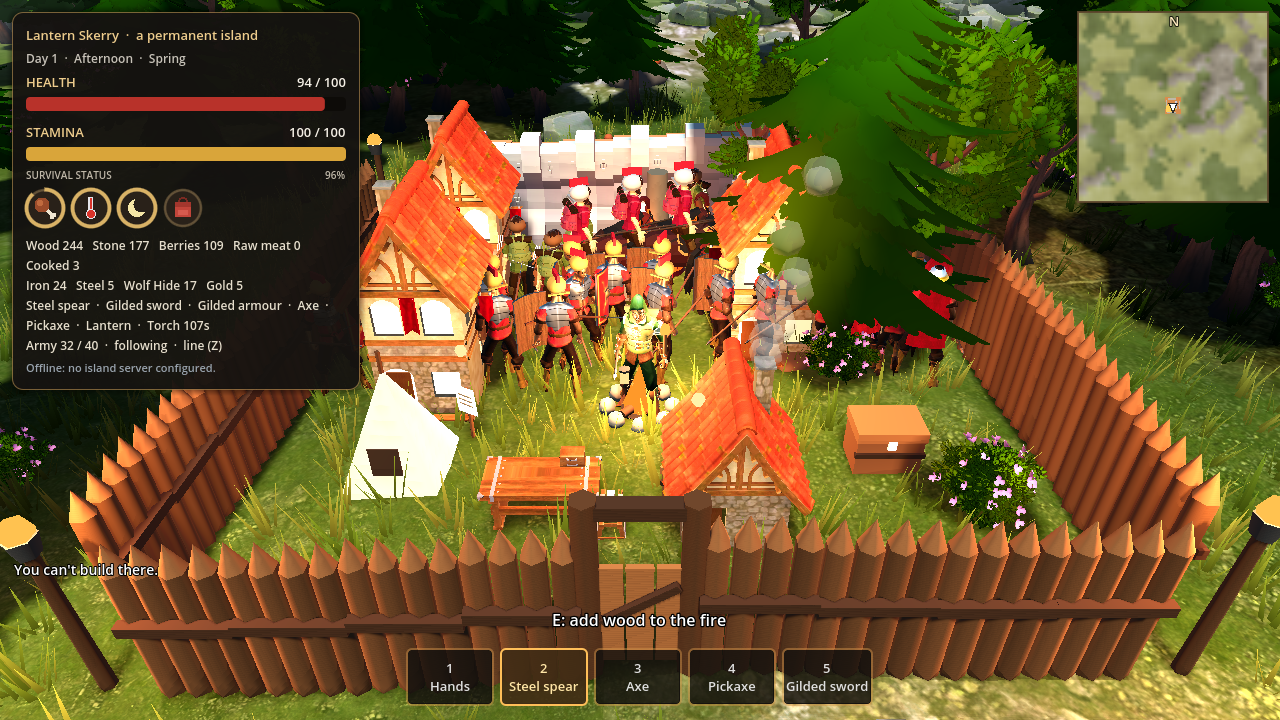 Lantern Skerry · a permanent island
Day 1 · Afternoon · Spring
HEALTH 94 / 100
STAMINA 100 / 100
SURVIVAL STATUS 96%
Wood 244 Stone 177 Berries 109 Raw meat 0
Cooked 3
Iron 24 Steel 5 Wolf Hide 17 Gold 5
Steel spear · Gilded sword · Gilded armour · Axe ·
Pickaxe · Lantern · Torch 107s
Army 32 / 40 · following · line (Z)
Offline: no island server configured.
N
You can't build there.
E: add wood to the fire
1
Hands
2
Steel spear
3
Axe
4
Pickaxe
5
Gilded sword